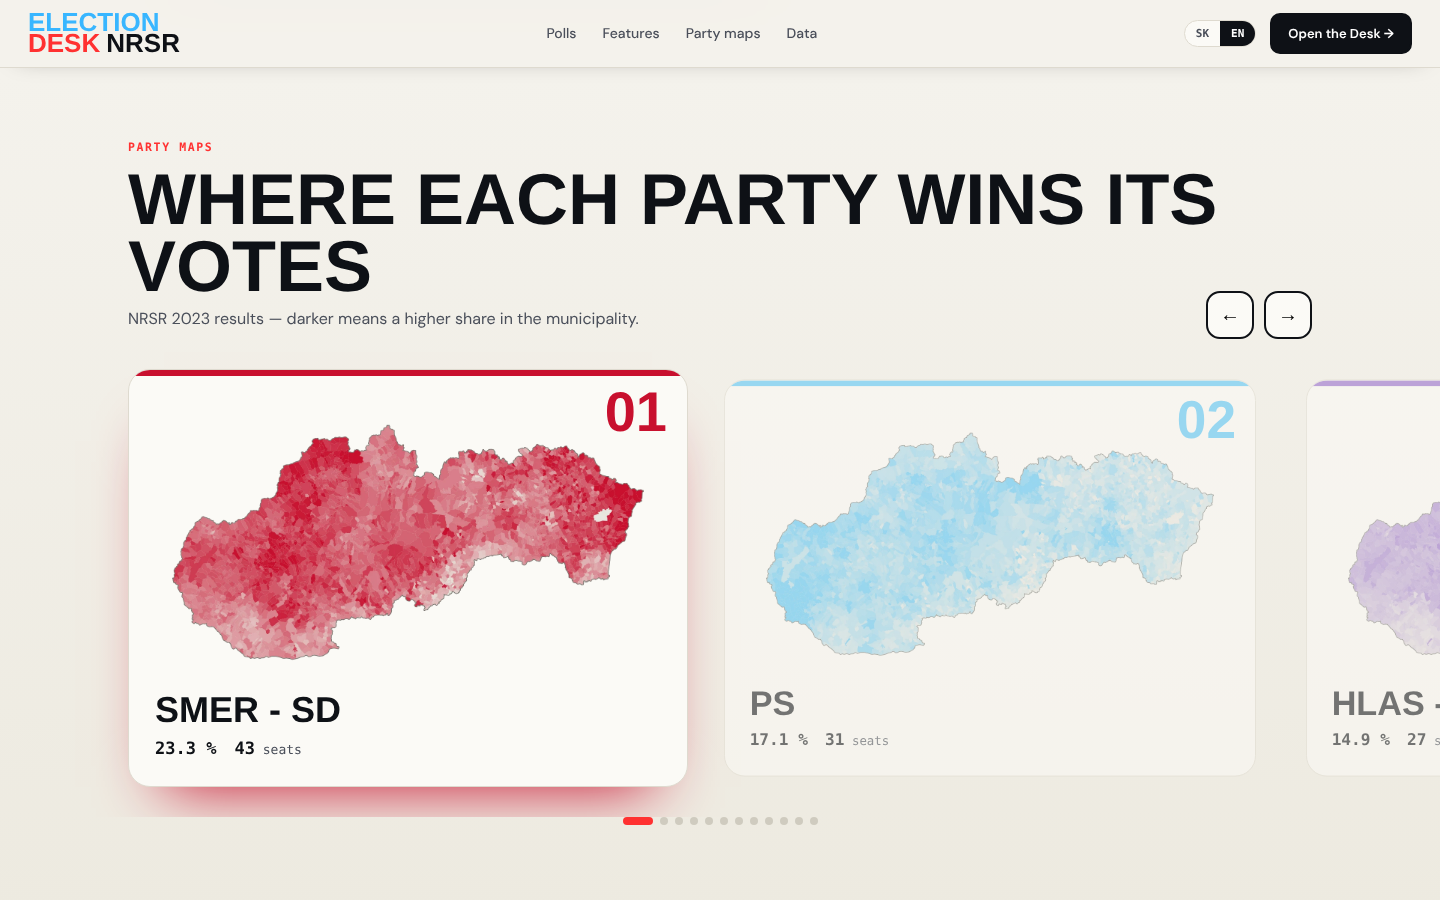 ELECTION
DESK NRSR
Polls
Features
Party maps
Data
SK
EN
Open the Desk →
PARTY MAPS
WHERE EACH PARTY WINS ITS
VOTES
NRSR 2023 results — darker means a higher share in the municipality.
←
→
01
SMER - SD
23.3 % 43 seats
02
PS
17.1 % 31 seats
HLAS -
14.9 % 27